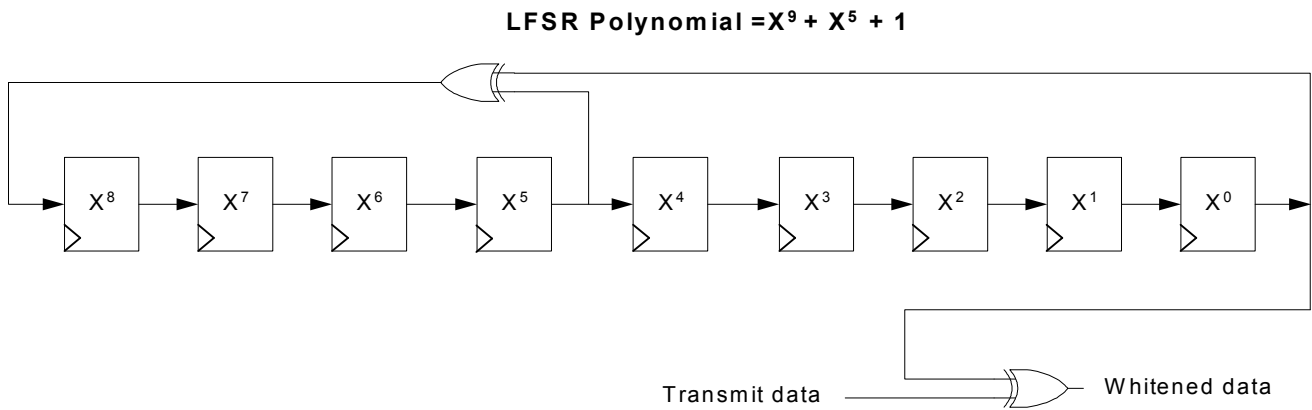 LFSR Polynomial =X⁹ + X⁵ + 1
X⁸ X⁷ X⁶ X⁵ X⁴ X³ X² X¹ X⁰
Transmit data Whitened data